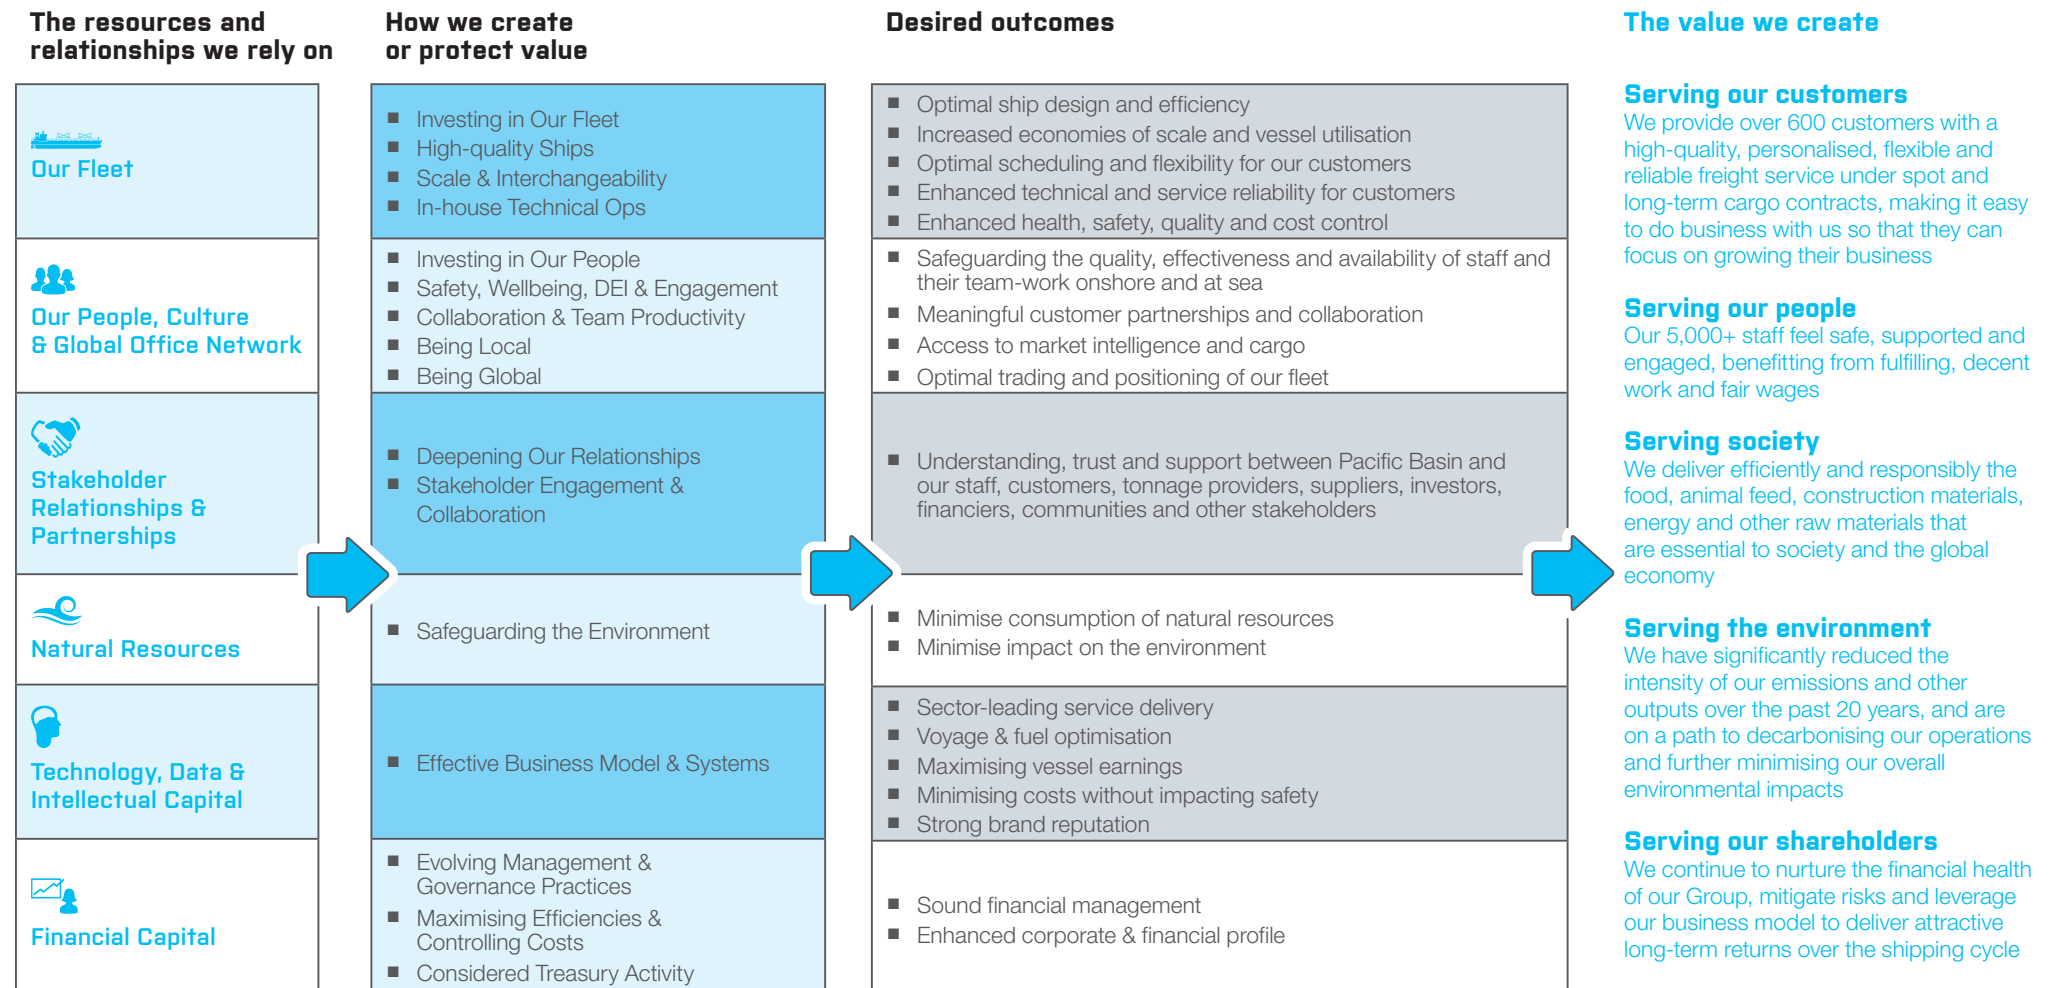 The resources and
relationships we rely on
How we create
or protect value
Desired outcomes
The value we create
Our Fleet
■ Investing in Our Fleet
■ High-quality Ships
■ Scale & Interchangeability
■ In-house Technical Ops
■ Optimal ship design and efficiency
■ Increased economies of scale and vessel utilisation
■ Optimal scheduling and flexibility for our customers
■ Enhanced technical and service reliability for customers
■ Enhanced health, safety, quality and cost control
Our People, Culture
& Global Office Network
■ Investing in Our People
■ Safety, Wellbeing, DEI & Engagement
■ Collaboration & Team Productivity
■ Being Local
■ Being Global
■ Safeguarding the quality, effectiveness and availability of staff and
their team-work onshore and at sea
■ Meaningful customer partnerships and collaboration
■ Access to market intelligence and cargo
■ Optimal trading and positioning of our fleet
Stakeholder
Relationships &
Partnerships
■ Deepening Our Relationships
■ Stakeholder Engagement &
Collaboration
■ Understanding, trust and support between Pacific Basin and
our staff, customers, tonnage providers, suppliers, investors,
financiers, communities and other stakeholders
Natural Resources
■ Safeguarding the Environment
■ Minimise consumption of natural resources
■ Minimise impact on the environment
Technology, Data &
Intellectual Capital
■ Effective Business Model & Systems
■ Sector-leading service delivery
■ Voyage & fuel optimisation
■ Maximising vessel earnings
■ Minimising costs without impacting safety
■ Strong brand reputation
Financial Capital
■ Evolving Management &
Governance Practices
■ Maximising Efficiencies &
Controlling Costs
■ Considered Treasury Activity
■ Sound financial management
■ Enhanced corporate & financial profile
Serving our customers
We provide over 600 customers with a
high-quality, personalised, flexible and
reliable freight service under spot and
long-term cargo contracts, making it easy
to do business with us so that they can
focus on growing their business
Serving our people
Our 5,000+ staff feel safe, supported and
engaged, benefitting from fulfilling, decent
work and fair wages
Serving society
We deliver efficiently and responsibly the
food, animal feed, construction materials,
energy and other raw materials that
are essential to society and the global
economy
Serving the environment
We have significantly reduced the
intensity of our emissions and other
outputs over the past 20 years, and are
on a path to decarbonising our operations
and further minimising our overall
environmental impacts
Serving our shareholders
We continue to nurture the financial health
of our Group, mitigate risks and leverage
our business model to deliver attractive
long-term returns over the shipping cycle